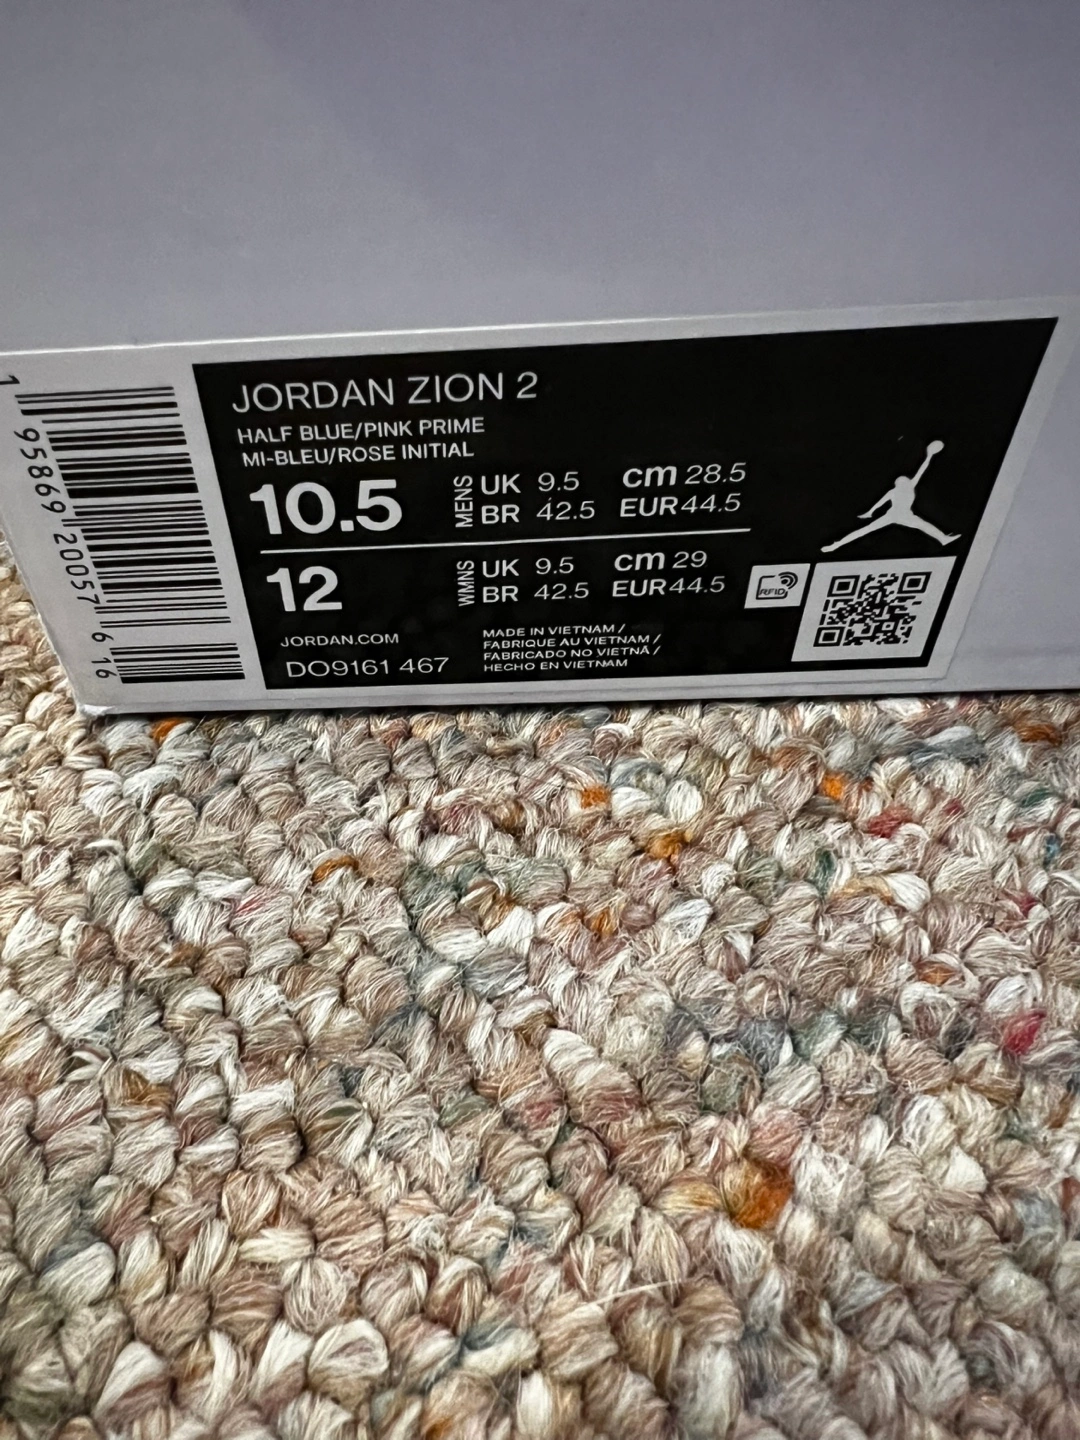 JORDAN ZION 2
HALF BLUE/PINK PRIME
MI-BLEU/ROSE INITIAL
10.5
MENS
UK 9.5 cm 28.5
BR 42.5 EUR 44.5
12
WMNS
UK 9.5 cm 29
BR 42.5 EUR 44.5
JORDAN.COM
DO9161 467
MADE IN VIETNAM /
FABRIQUE AU VIETNAM /
FABRICADO NO VIETNÃ /
HECHO EN VIETNAM
RFID
1 95869 20057 6 16